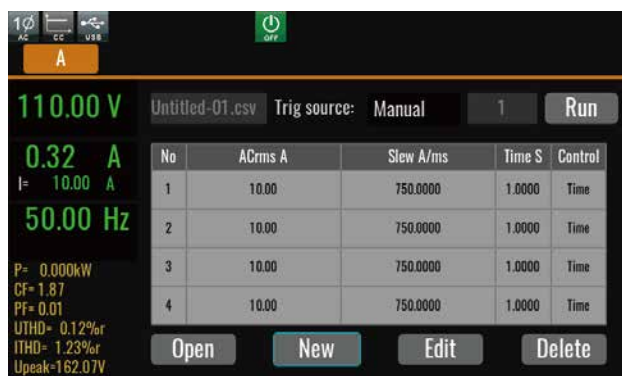 1Ø
AC CC USB OFF
A
110.00 V
0.32 A
I= 10.00 A
50.00 Hz
P= 0.000kW
CF= 1.87
PF= 0.01
UTHD= 0.12%r
ITHD= 1.23%r
Upeak=162.07V
Untitled-01.csv Trig source: Manual 1 Run
No ACrms A Slew A/ms Time S Control
1 10.00 750.0000 1.0000 Time
2 10.00 750.0000 1.0000 Time
3 10.00 750.0000 1.0000 Time
4 10.00 750.0000 1.0000 Time
Open New Edit Delete